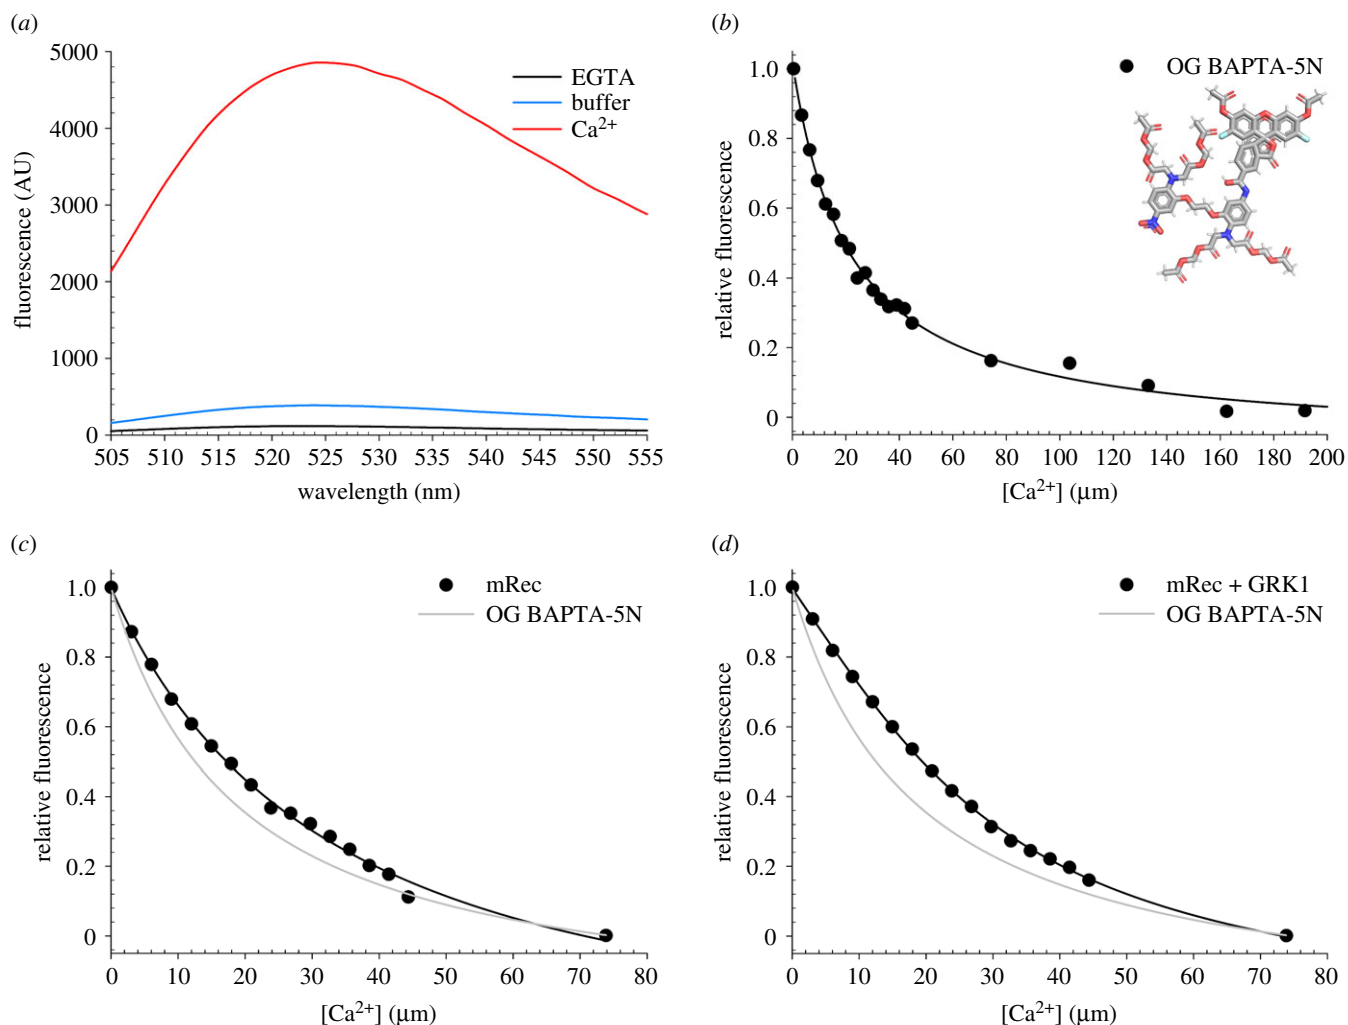 (a)
5000
4000
3000
2000
1000
0
fluorescence (AU)
EGTA
buffer
Ca²⁺
505 510 515 520 525 530 535 540 545 550 555
wavelength (nm)
(b)
1.0
0.8
0.6
0.4
0.2
0
relative fluorescence
OG BAPTA-5N
0 20 40 60 80 100 120 140 160 180 200
[Ca²⁺] (μm)
(c)
1.0
0.8
0.6
0.4
0.2
0
relative fluorescence
mRec
OG BAPTA-5N
0 10 20 30 40 50 60 70 80
[Ca²⁺] (μm)
(d)
1.0
0.8
0.6
0.4
0.2
0
relative fluorescence
mRec + GRK1
OG BAPTA-5N
0 10 20 30 40 50 60 70 80
[Ca²⁺] (μm)